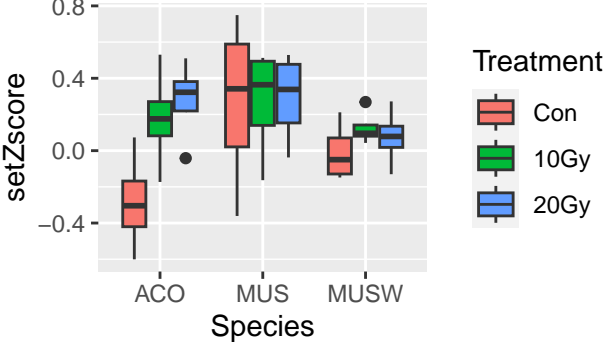 0.8
0.4
0.0
−0.4
setZscore
ACO MUS MUSW
Species
Treatment
Con
10Gy
20Gy